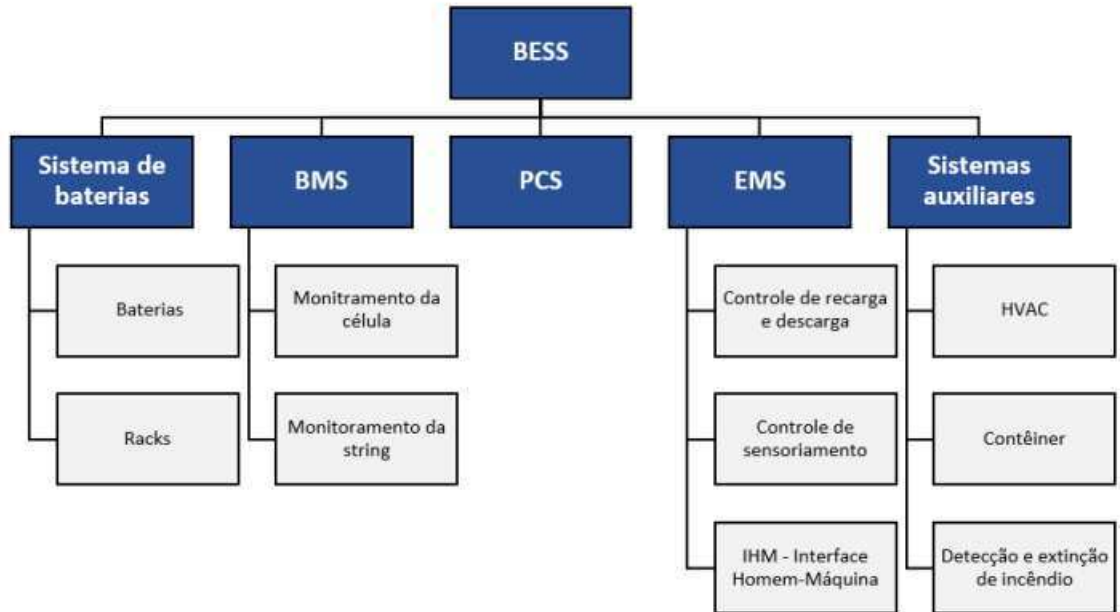 BESS
Sistema de
baterias
BMS
PCS
EMS
Sistemas
auxiliares
Baterias
Monitramento da
célula
Controle de recarga
e descarga
HVAC
Racks
Monitoramento da
string
Controle de
sensoriamento
Contêiner
IHM - Interface
Homem-Máquina
Detecção e extinção
de incêndio